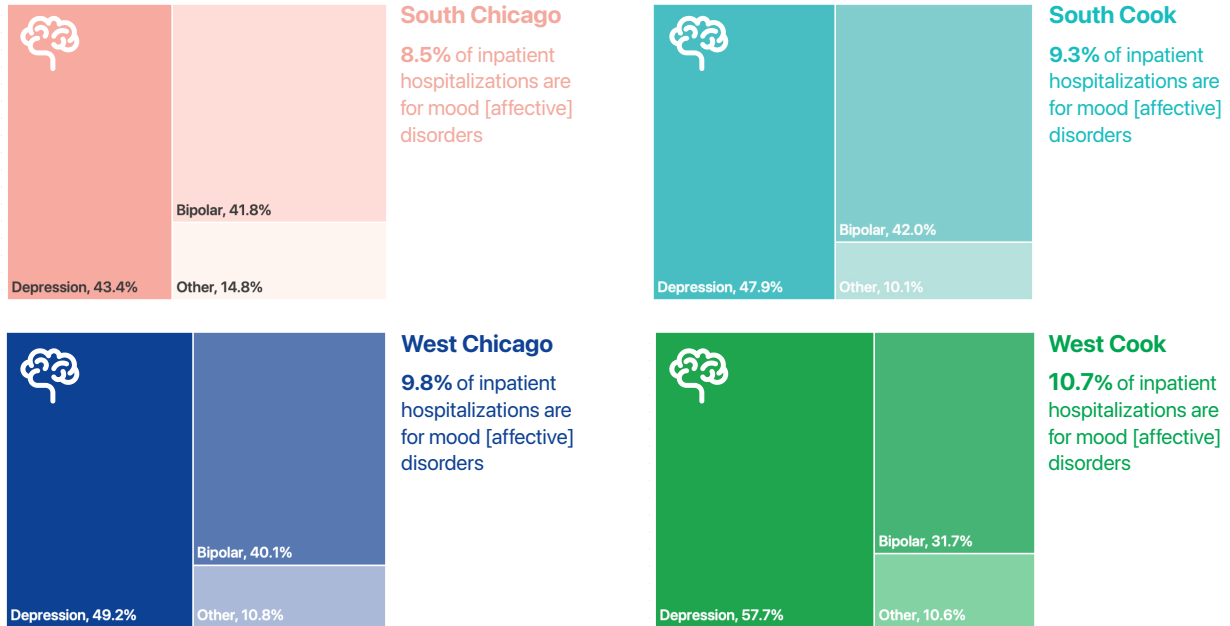 South Chicago
8.5% of inpatient
hospitalizations are
for mood [affective]
disorders
Bipolar, 41.8%
Depression, 43.4%
Other, 14.8%
South Cook
9.3% of inpatient
hospitalizations are
for mood [affective]
disorders
Bipolar, 42.0%
Depression, 47.9%
Other, 10.1%
West Chicago
9.8% of inpatient
hospitalizations are
for mood [affective]
disorders
Bipolar, 40.1%
Depression, 49.2%
Other, 10.8%
West Cook
10.7% of inpatient
hospitalizations are
for mood [affective]
disorders
Bipolar, 31.7%
Depression, 57.7%
Other, 10.6%